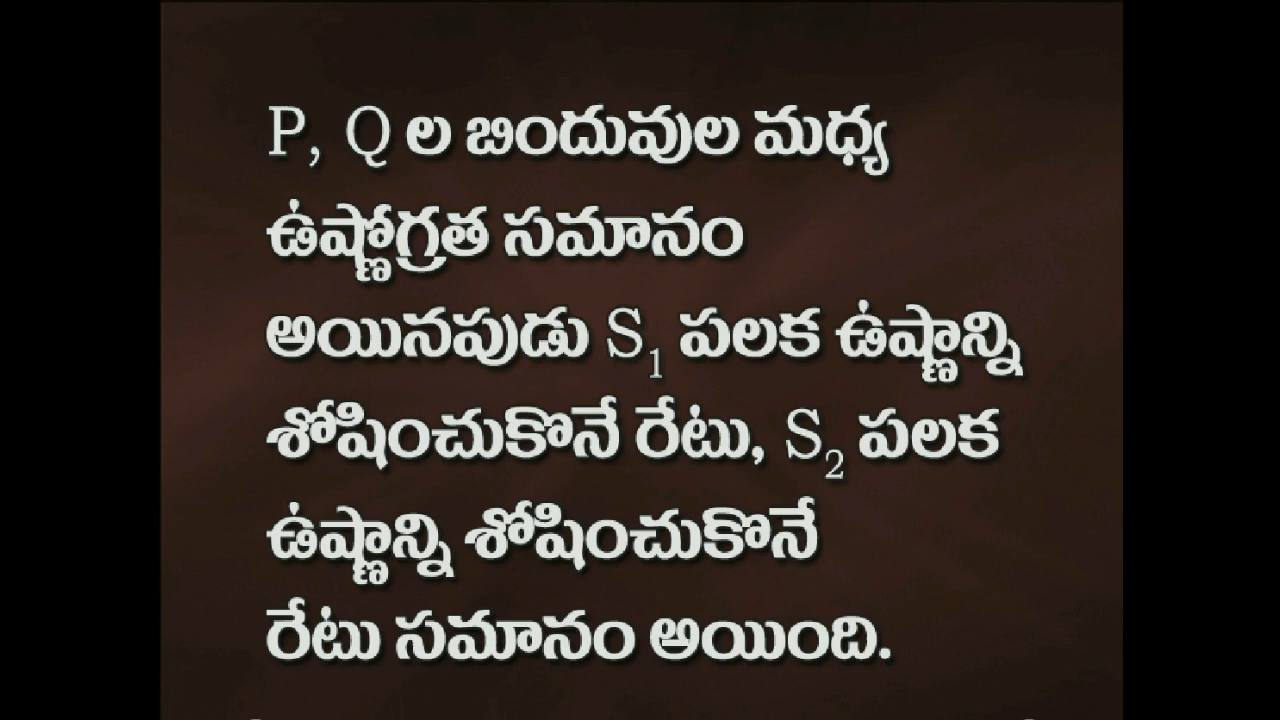 P, Q ల బిందువుల మధ్య
ఉష్ణోగ్రత సమానం
అయినపుడు S₁ పలక ఉష్ణాన్ని
శోషించుకొనే రేటు, S₂ పలక
ఉష్ణాన్ని శోషించుకొనే
రేటు సమానం అయింది.